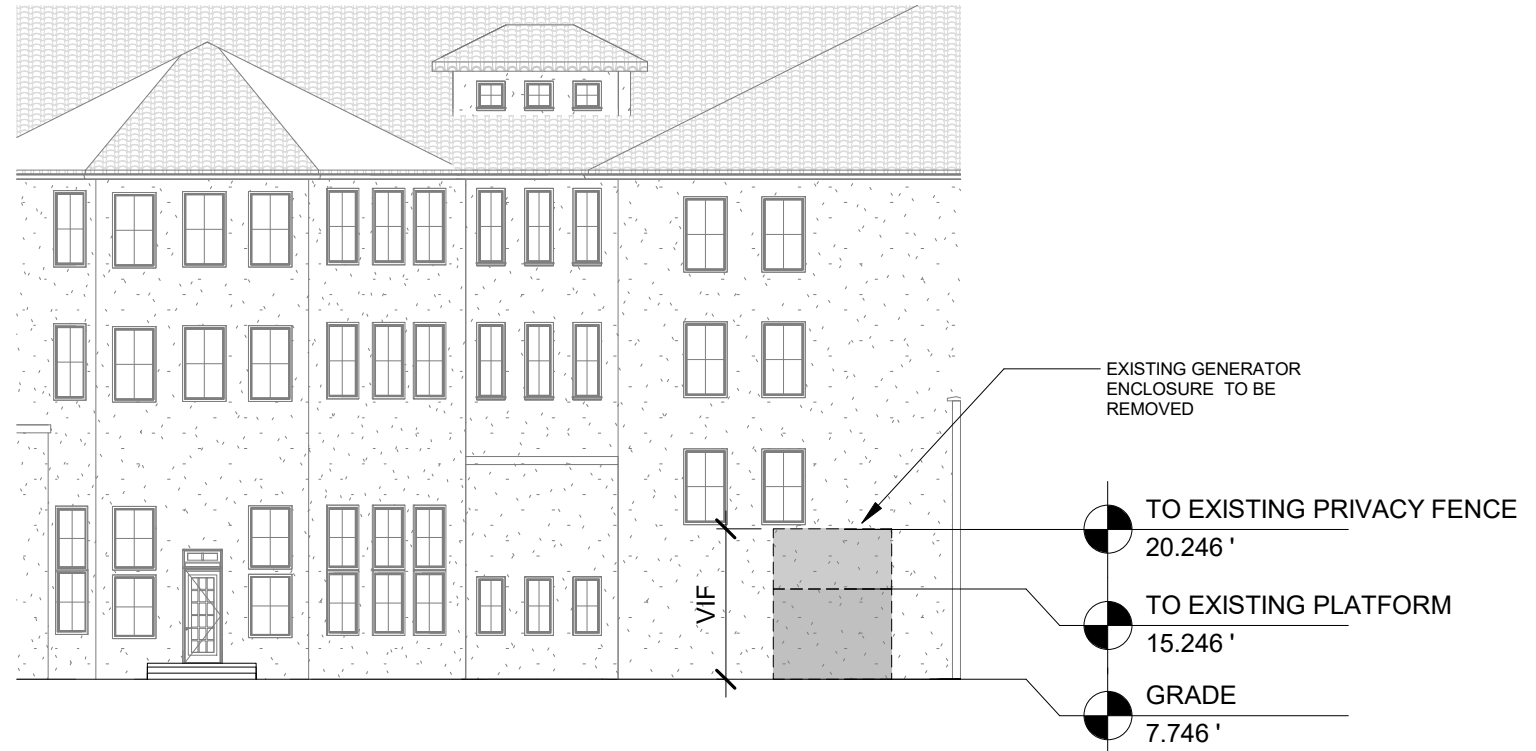 EXISTING GENERATOR
ENCLOSURE TO BE
REMOVED
TO EXISTING PRIVACY FENCE
20.246 '
TO EXISTING PLATFORM
15.246 '
VIF
GRADE
7.746 '